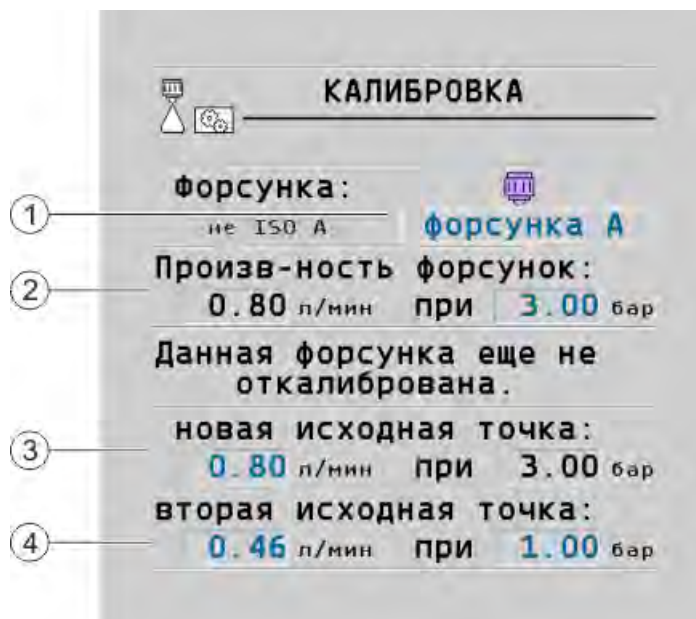 КАЛИБРОВКА
Форсунка:
1
не ISO A форсунка A
Произв-ность форсунок:
2
0.80 л/мин при 3.00 бар
Данная форсунка еще не
откалибрована.
новая исходная точка:
3
0.80 л/мин при 3.00 бар
вторая исходная точка:
4
0.46 л/мин при 1.00 бар